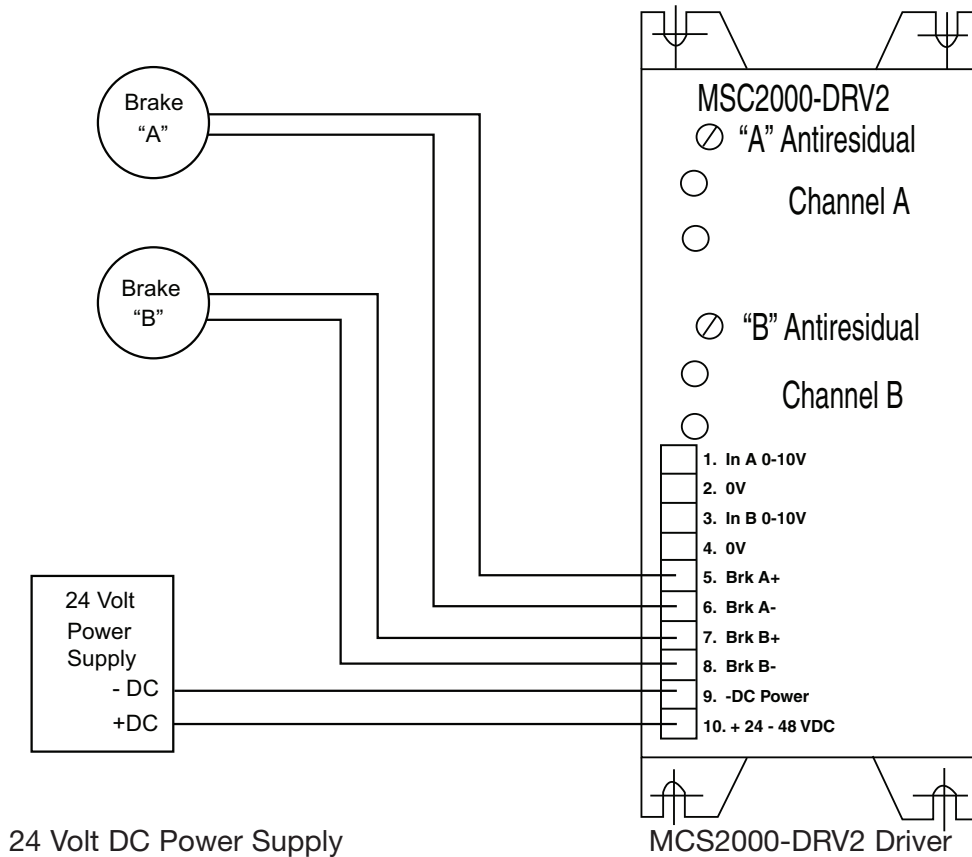 Brake
“A”
Brake
“B”
24 Volt
Power
Supply
- DC
+DC
MSC2000-DRV2
“A” Antiresidual
Channel A
“B” Antiresidual
Channel B
1. In A 0-10V
2. 0V
3. In B 0-10V
4. 0V
5. Brk A+
6. Brk A-
7. Brk B+
8. Brk B-
9. -DC Power
10. + 24 - 48 VDC
24 Volt DC Power Supply
MCS2000-DRV2 Driver